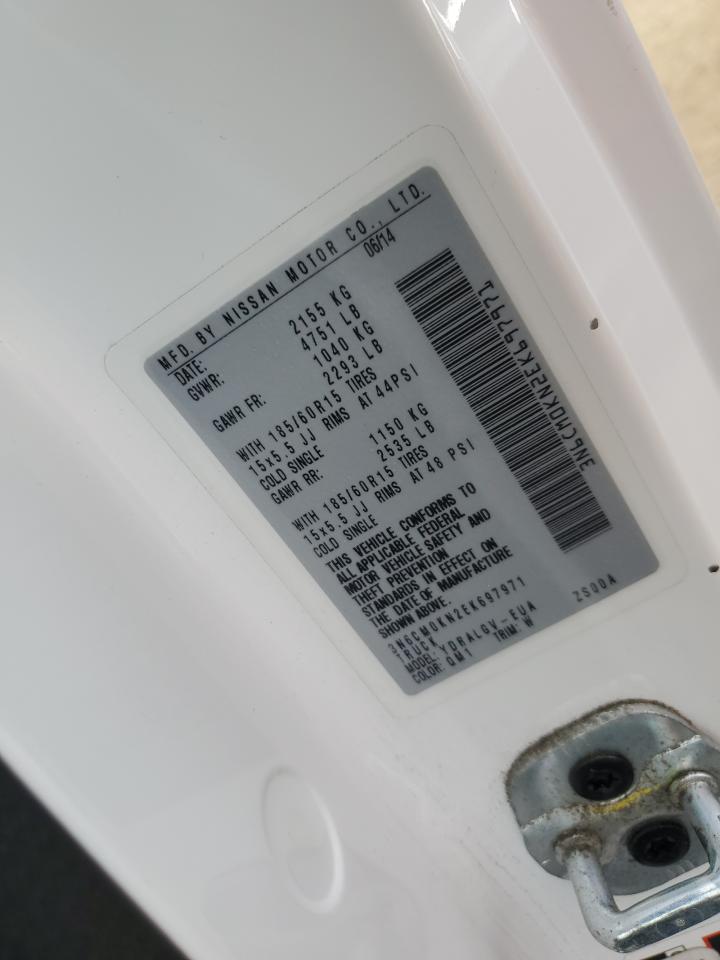 MFD. BY NISSAN MOTOR CO., LTD.
DATE: 06/14
GVWR: 2155 KG
4751 LB
GAWR FR: 1040 KG
2293 LB
WITH 185/60R15 TIRES
15x5.5 JJ RIMS AT 44PSI
COLD SINGLE
GAWR RR: 1150 KG
2535 LB
WITH 185/60R15 TIRES
15x5.5 JJ RIMS AT 48 PSI
COLD SINGLE
THIS VEHICLE CONFORMS TO
ALL APPLICABLE FEDERAL
MOTOR VEHICLE SAFETY AND
THEFT PREVENTION
STANDARDS IN EFFECT ON
THE DATE OF MANUFACTURE
SHOWN ABOVE.
3N6CM0KN2EK697971
TRUCK
MODEL: YDRALGV-EUA
COLOR: QM1 TRIM: W
ZS00A
3N6CM0KN2EK697971